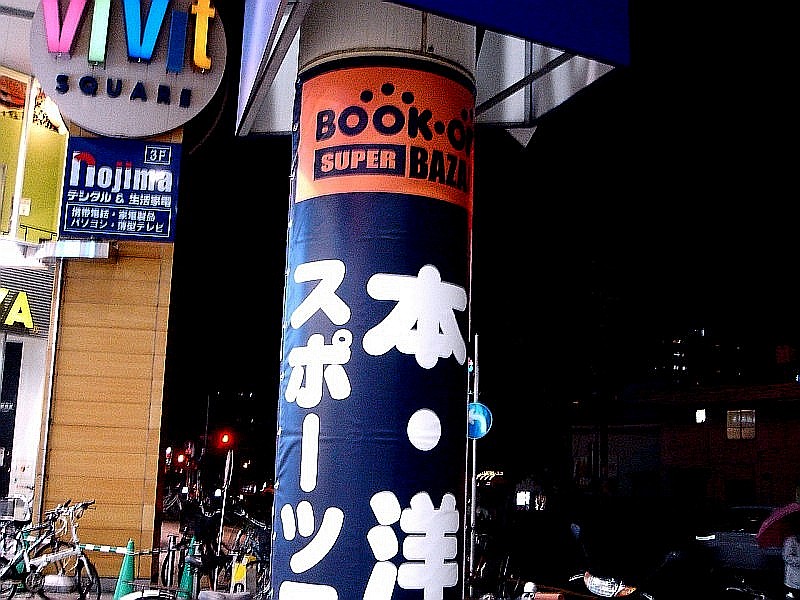 vivit
SQUARE
nojima
3F
デジタル & 生活家電
携帯電話・家電製品
パソコン・薄型テレビ
YA
BOOK・O
SUPER BAZA
本・洋
スポーツ